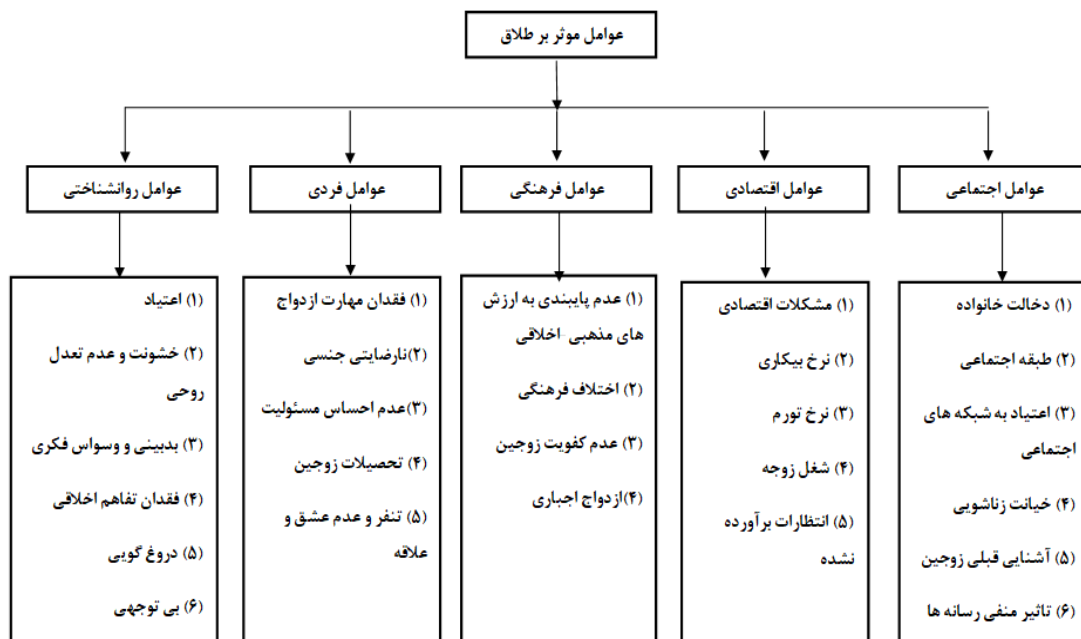 عوامل موثر بر طلاق
عوامل اجتماعی
عوامل اقتصادی
عوامل فرهنگی
عوامل فردی
عوامل روانشناختی
(۱) دخالت خانواده
(۲) طبقه اجتماعی
(۳) اعتیاد به شبکه های
اجتماعی
(۴) خیانت زناشویی
(۵) آشنایی قبلی زوجین
(۶) تاثیر منفی رسانه ها
(۱) مشکلات اقتصادی
(۲) نرخ بیکاری
(۳) نرخ تورم
(۴) شغل زوجه
(۵) انتظارات برآورده
نشده
(۱) عدم پایبندی به ارزش
های مذهبی-اخلاقی
(۲) اختلاف فرهنگی
(۳) عدم کفویت زوجین
(۴)ازدواج اجباری
(۱) فقدان مهارت ازدواج
(۲)نارضایتی جنسی
(۳)عدم احساس مسئولیت
(۴) تحصیلات زوجین
(۵) تنفر و عدم عشق و
علاقه
(۱) اعتیاد
(۲) خشونت و عدم تعدل
روحی
(۳) بدبینی و وسواس فکری
(۴) فقدان تفاهم اخلاقی
(۵) دروغ گویی
(۶) بی توجهی